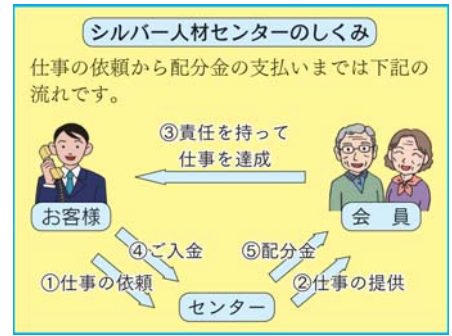 シルバー人材センターのしくみ
仕事の依頼から配分金の支払いまでは下記の
流れです。
③責任を持って
仕事を達成
お客様
会員
④ご入金
⑤配分金
①仕事の依頼
②仕事の提供
センター